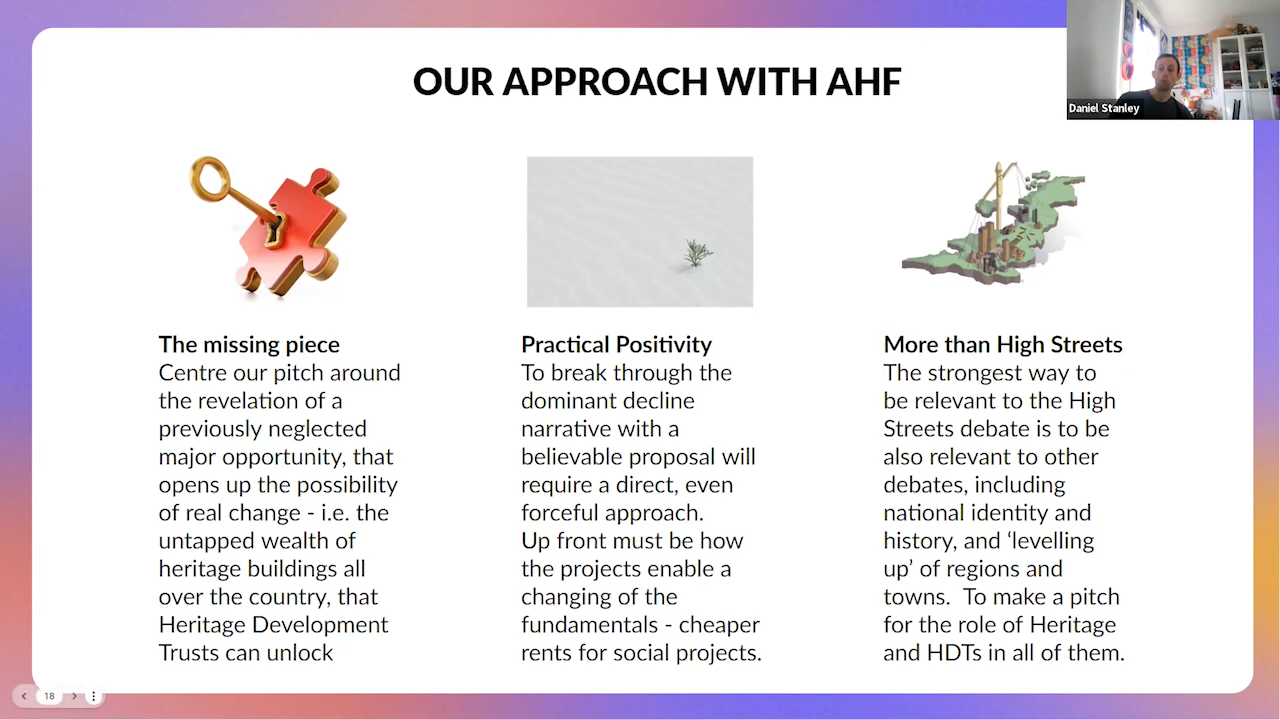 OUR APPROACH WITH AHF
Daniel Stanley
The missing piece
Centre our pitch around
the revelation of a
previously neglected
major opportunity, that
opens up the possibility
of real change - i.e. the
untapped wealth of
heritage buildings all
over the country, that
Heritage Development
Trusts can unlock
Practical Positivity
To break through the
dominant decline
narrative with a
believable proposal will
require a direct, even
forceful approach.
Up front must be how
the projects enable a
changing of the
fundamentals - cheaper
rents for social projects.
More than High Streets
The strongest way to
be relevant to the High
Streets debate is to be
also relevant to other
debates, including
national identity and
history, and ‘levelling
up’ of regions and
towns.  To make a pitch
for the role of Heritage
and HDTs in all of them.
18